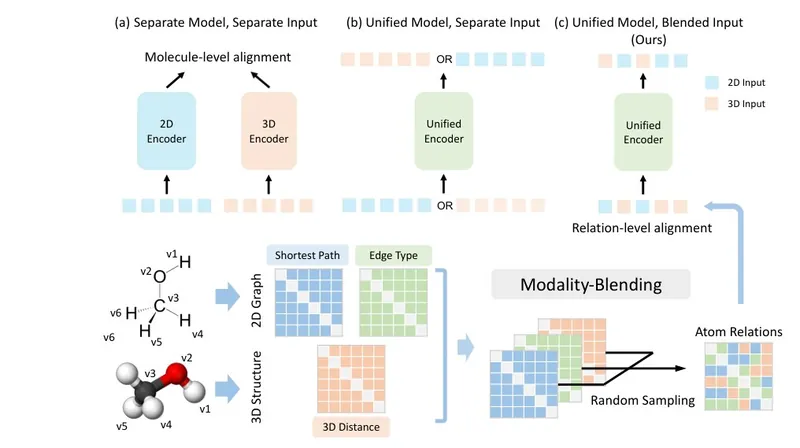 (a) Separate Model, Separate Input
(b) Unified Model, Separate Input
(c) Unified Model, Blended Input
(Ours)
Molecule-level alignment
OR
2D Input
3D Input
2D
Encoder
3D
Encoder
Unified
Encoder
Unified
Encoder
OR
Relation-level alignment
v1
H
v2
O
v3
C
v6
H
H
H
v6
v5
v4
2D Graph
Shortest Path
Edge Type
Modality-Blending
Atom Relations
Random Sampling
v2
v3
v1
v5
v4
3D Structure
3D Distance